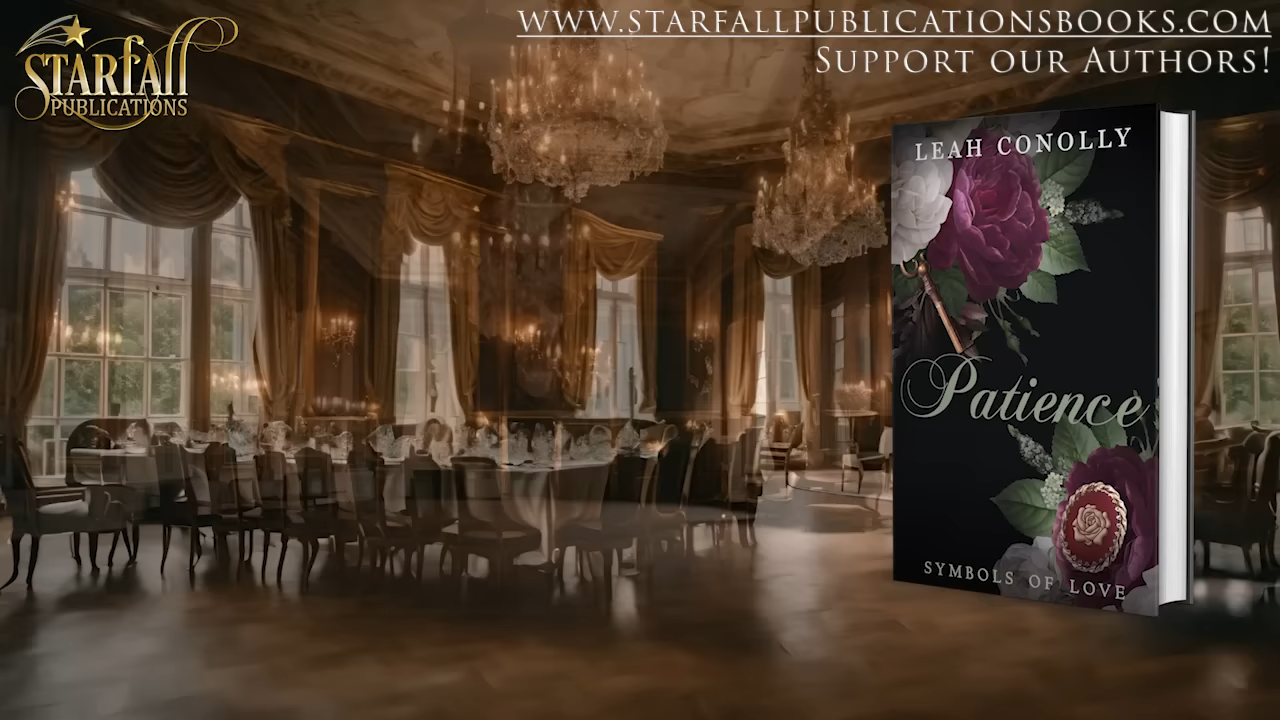 STARfAll
PUBLICATIONS
WWW.STARFALLPUBLICATIONSBOOKS.COM
SUPPORT OUR AUTHORS!
LEAH CONOLLY
Patience
SYMBOLS OF LOVE